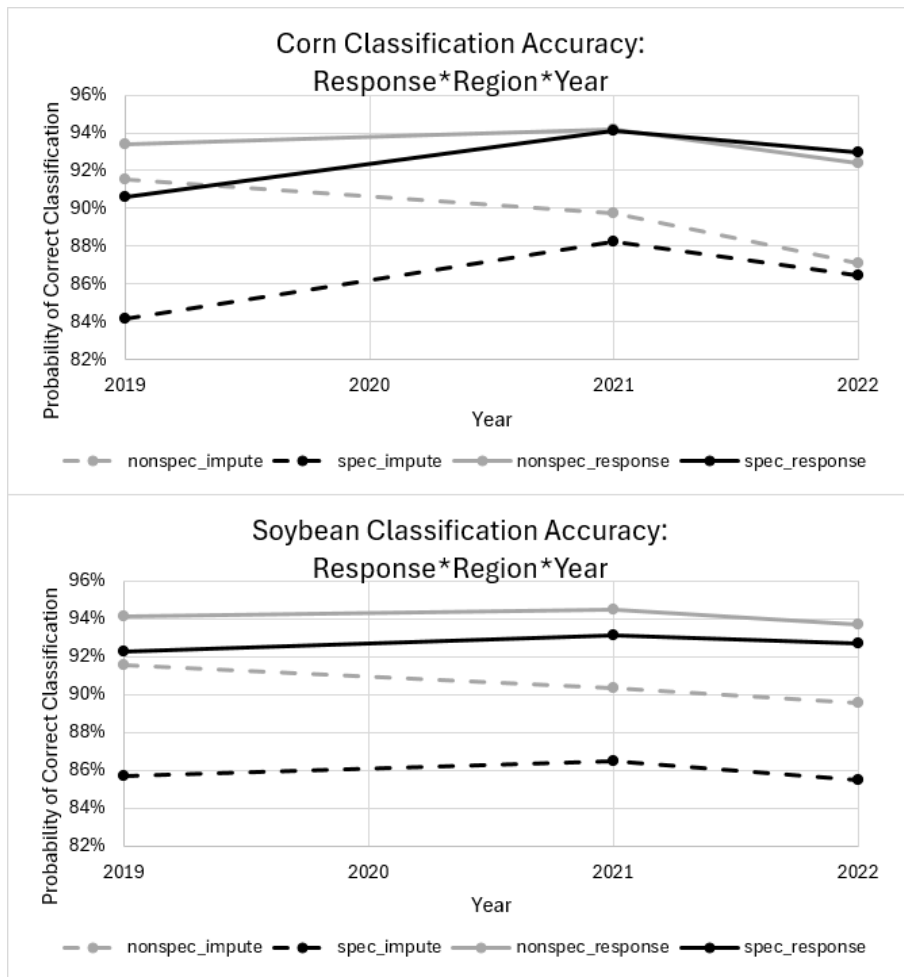 Corn Classification Accuracy:
Response*Region*Year
Probability of Correct Classification
96%
94%
92%
90%
88%
86%
84%
82%
2019 2020 2021 2022
Year
nonspec_impute spec_impute nonspec_response spec_response
Soybean Classification Accuracy:
Response*Region*Year
Probability of Correct Classification
96%
94%
92%
90%
88%
86%
84%
82%
2019 2020 2021 2022
Year
nonspec_impute spec_impute nonspec_response spec_response